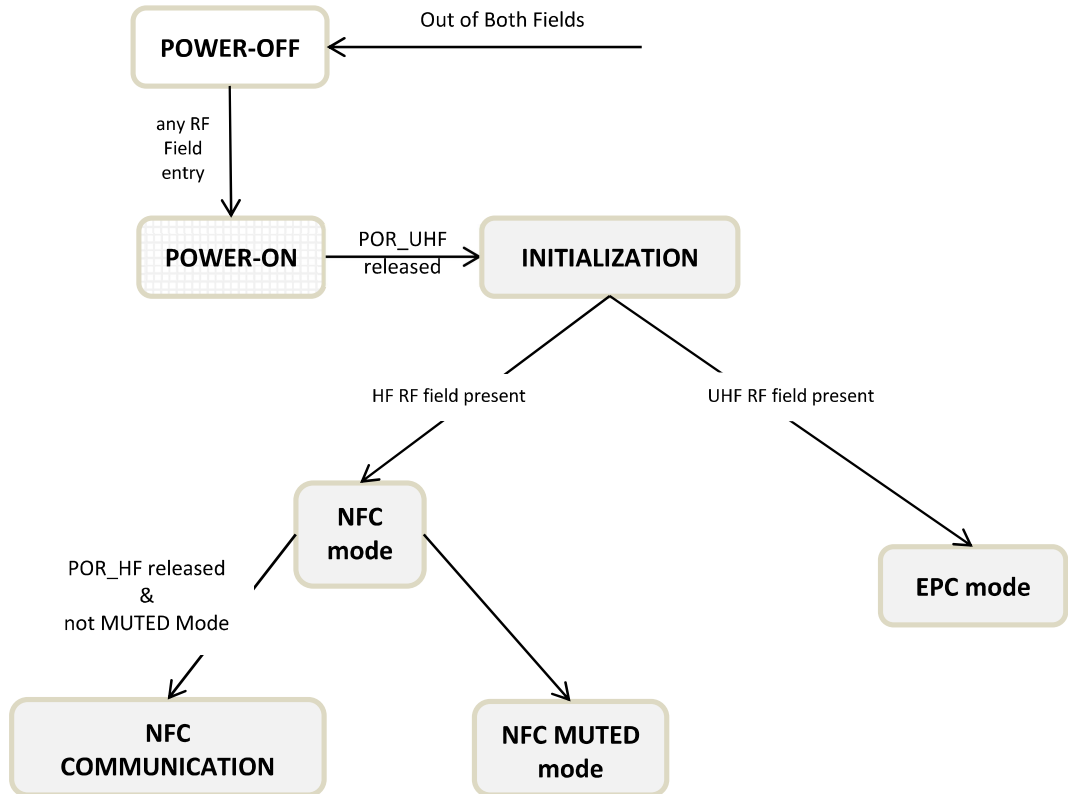 Out of Both Fields
POWER-OFF
any RF
Field
entry
POWER-ON
POR_UHF
released
INITIALIZATION
HF RF field present
UHF RF field present
NFC
mode
POR_HF released
&
not MUTED Mode
EPC mode
NFC
COMMUNICATION
NFC MUTED
mode